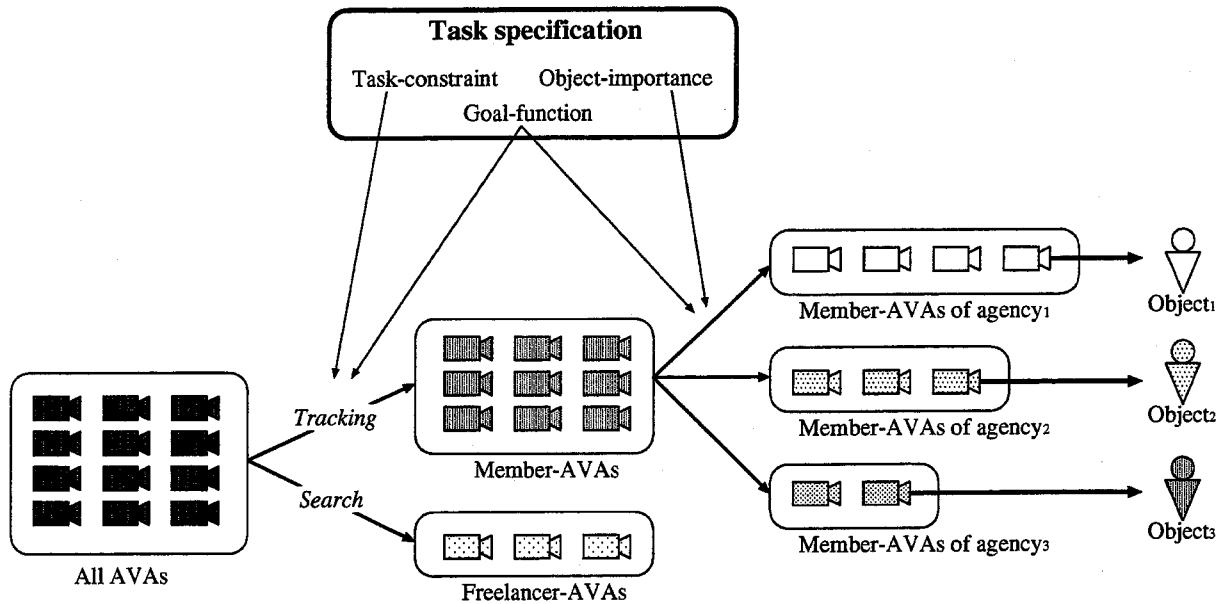 Task specification
Task-constraint Object-importance
Goal-function
Member-AVAs of agency1
Object1
Tracking
Member-AVAs of agency2
Object2
Member-AVAs
Search
Member-AVAs of agency3
Object3
All AVAs
Freelancer-AVAs